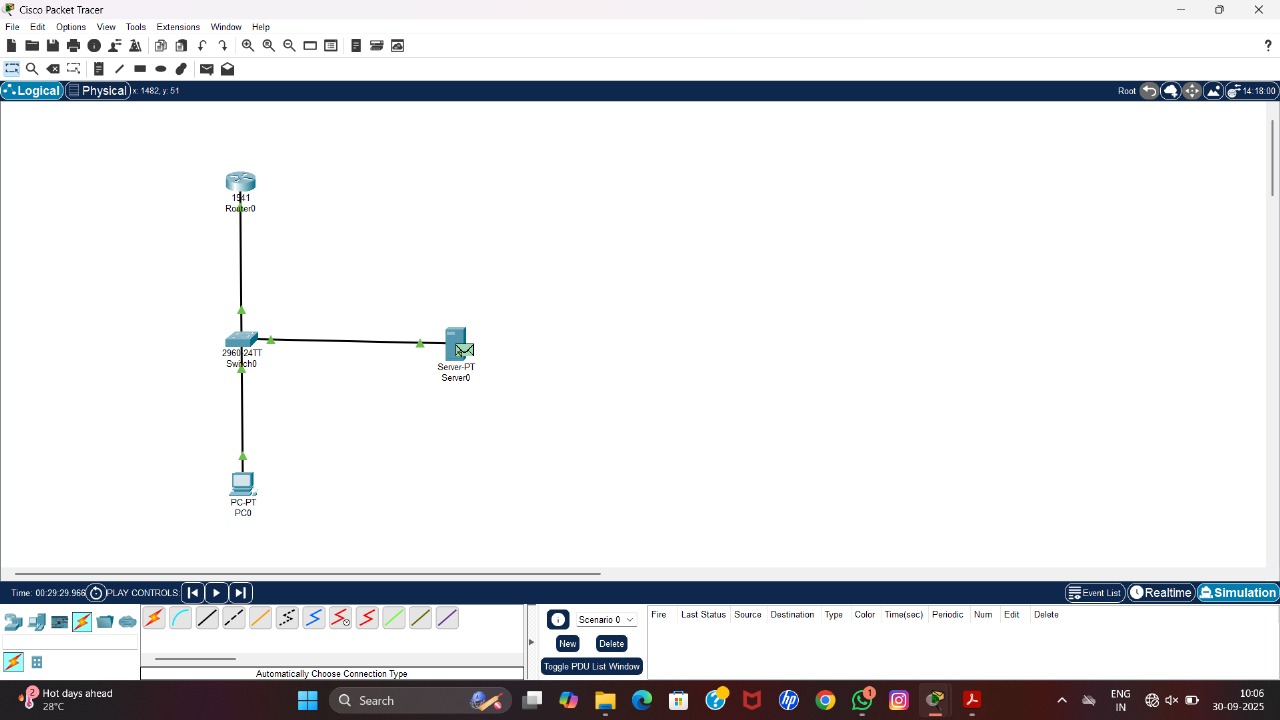 Cisco Packet Tracer
File Edit Options View Tools Extensions Window Help
?
Logical Physical x: 1482, y: 51
Root 14:18:00
1941
Router0
2960-24TT
Switch0
Server-PT
Server0
PC-PT
PC0
Time: 00:29:29.966 PLAY CONTROLS:
Event List Realtime Simulation
Scenario 0
New Delete
Toggle PDU List Window
Fire Last Status Source Destination Type Color Time(sec) Periodic Num Edit Delete
Automatically Choose Connection Type
2
Hot days ahead
28°C
Search
1
ENG
IN
10:06
30-09-2025